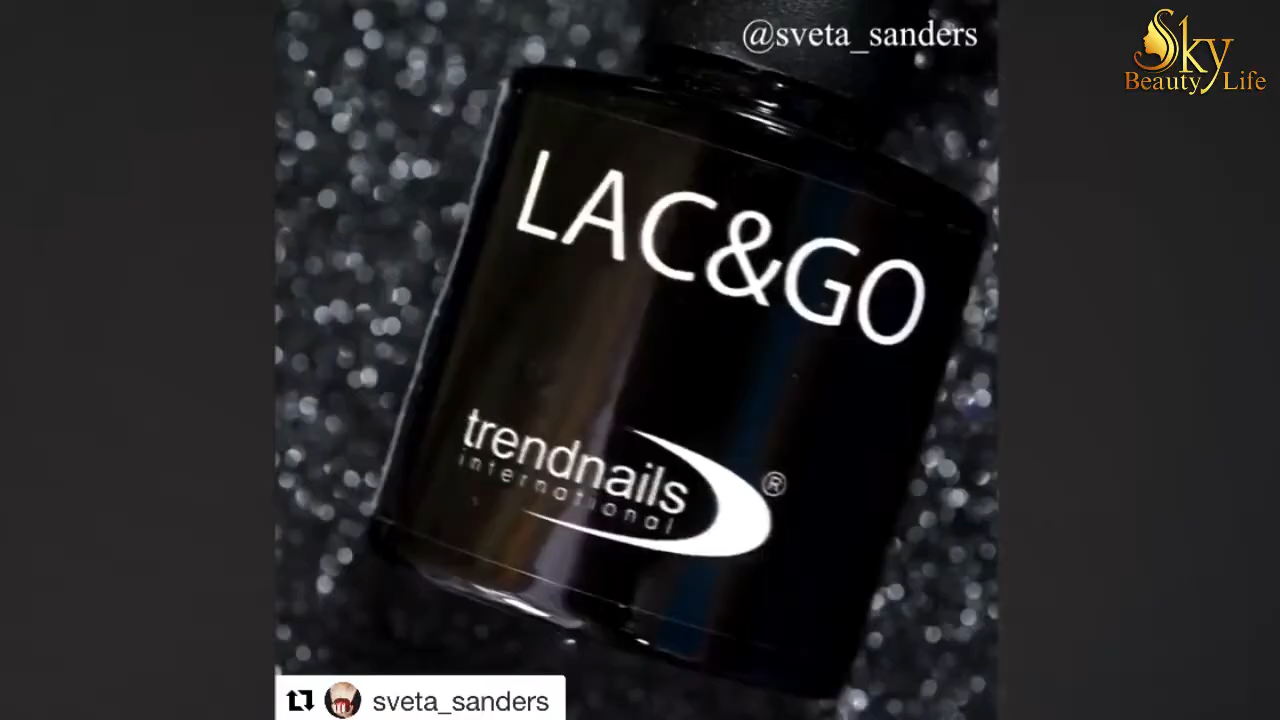 @sveta_sanders
Sky
Beauty Life
LAC&GO
trendnails
international
®
sveta_sanders